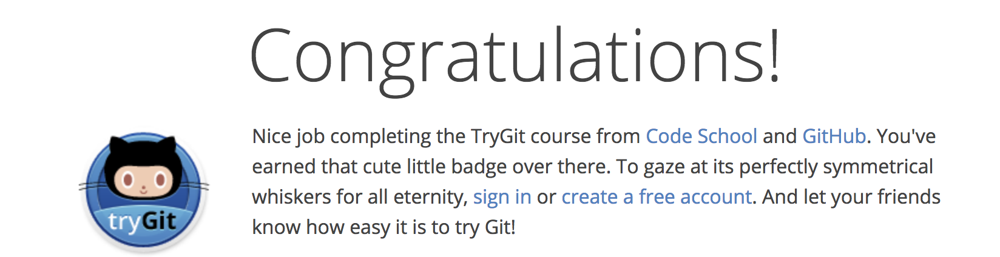 Congratulations!
Nice job completing the TryGit course from Code School and GitHub. You've
earned that cute little badge over there. To gaze at its perfectly symmetrical
whiskers for all eternity, sign in or create a free account. And let your friends
know how easy it is to try Git!
tryGit